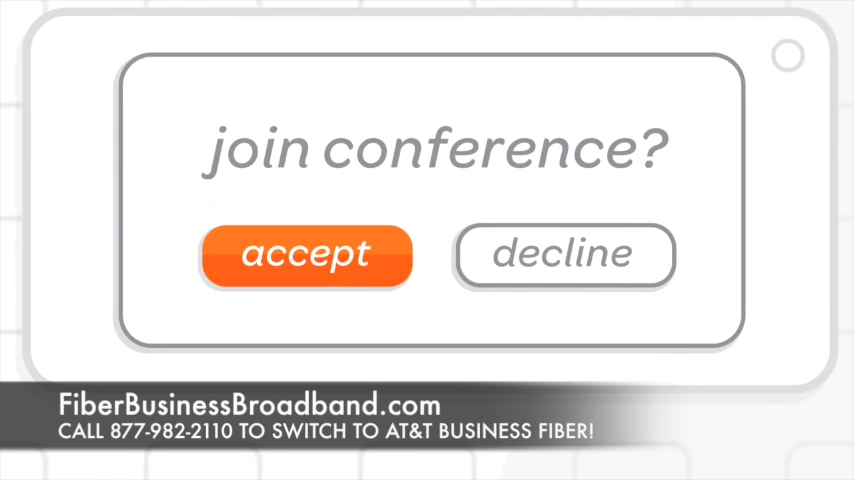 join conference?
accept
decline
FiberBusinessBroadband.com
CALL 877-982-2110 TO SWITCH TO AT&T BUSINESS FIBER!